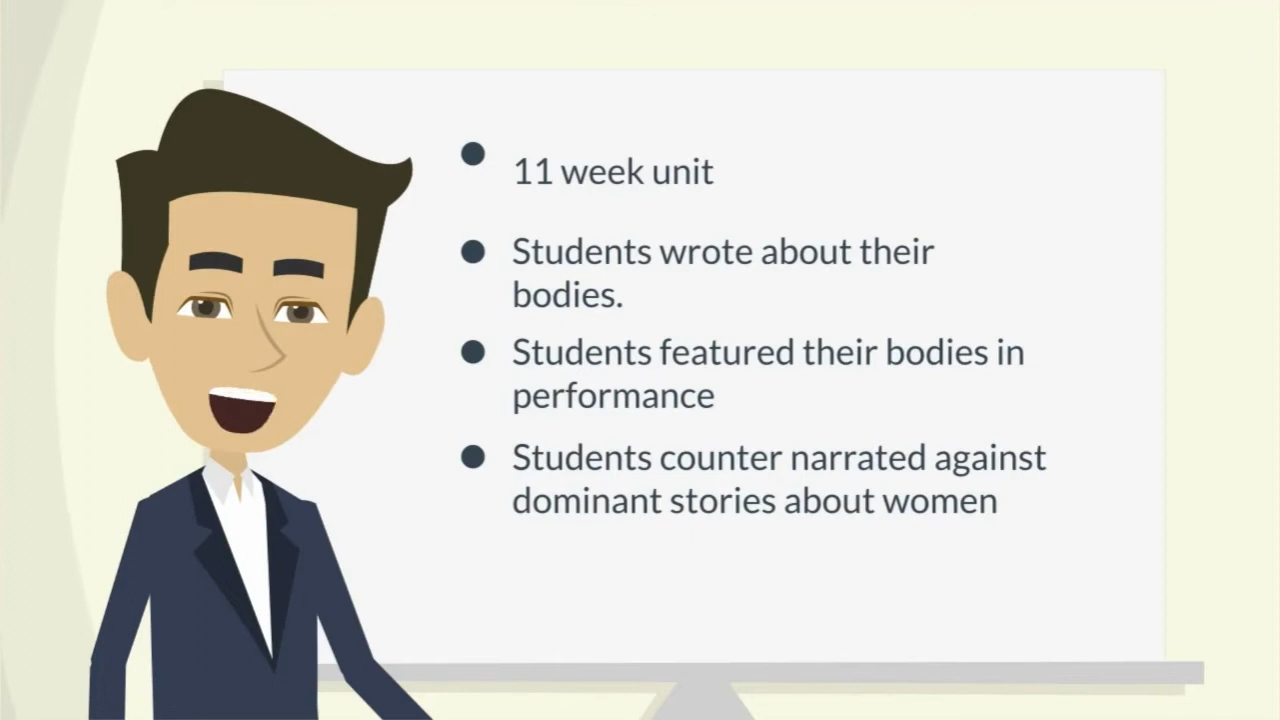 ● 11 week unit
● Students wrote about their
bodies.
● Students featured their bodies in
performance
● Students counter narrated against
dominant stories about women